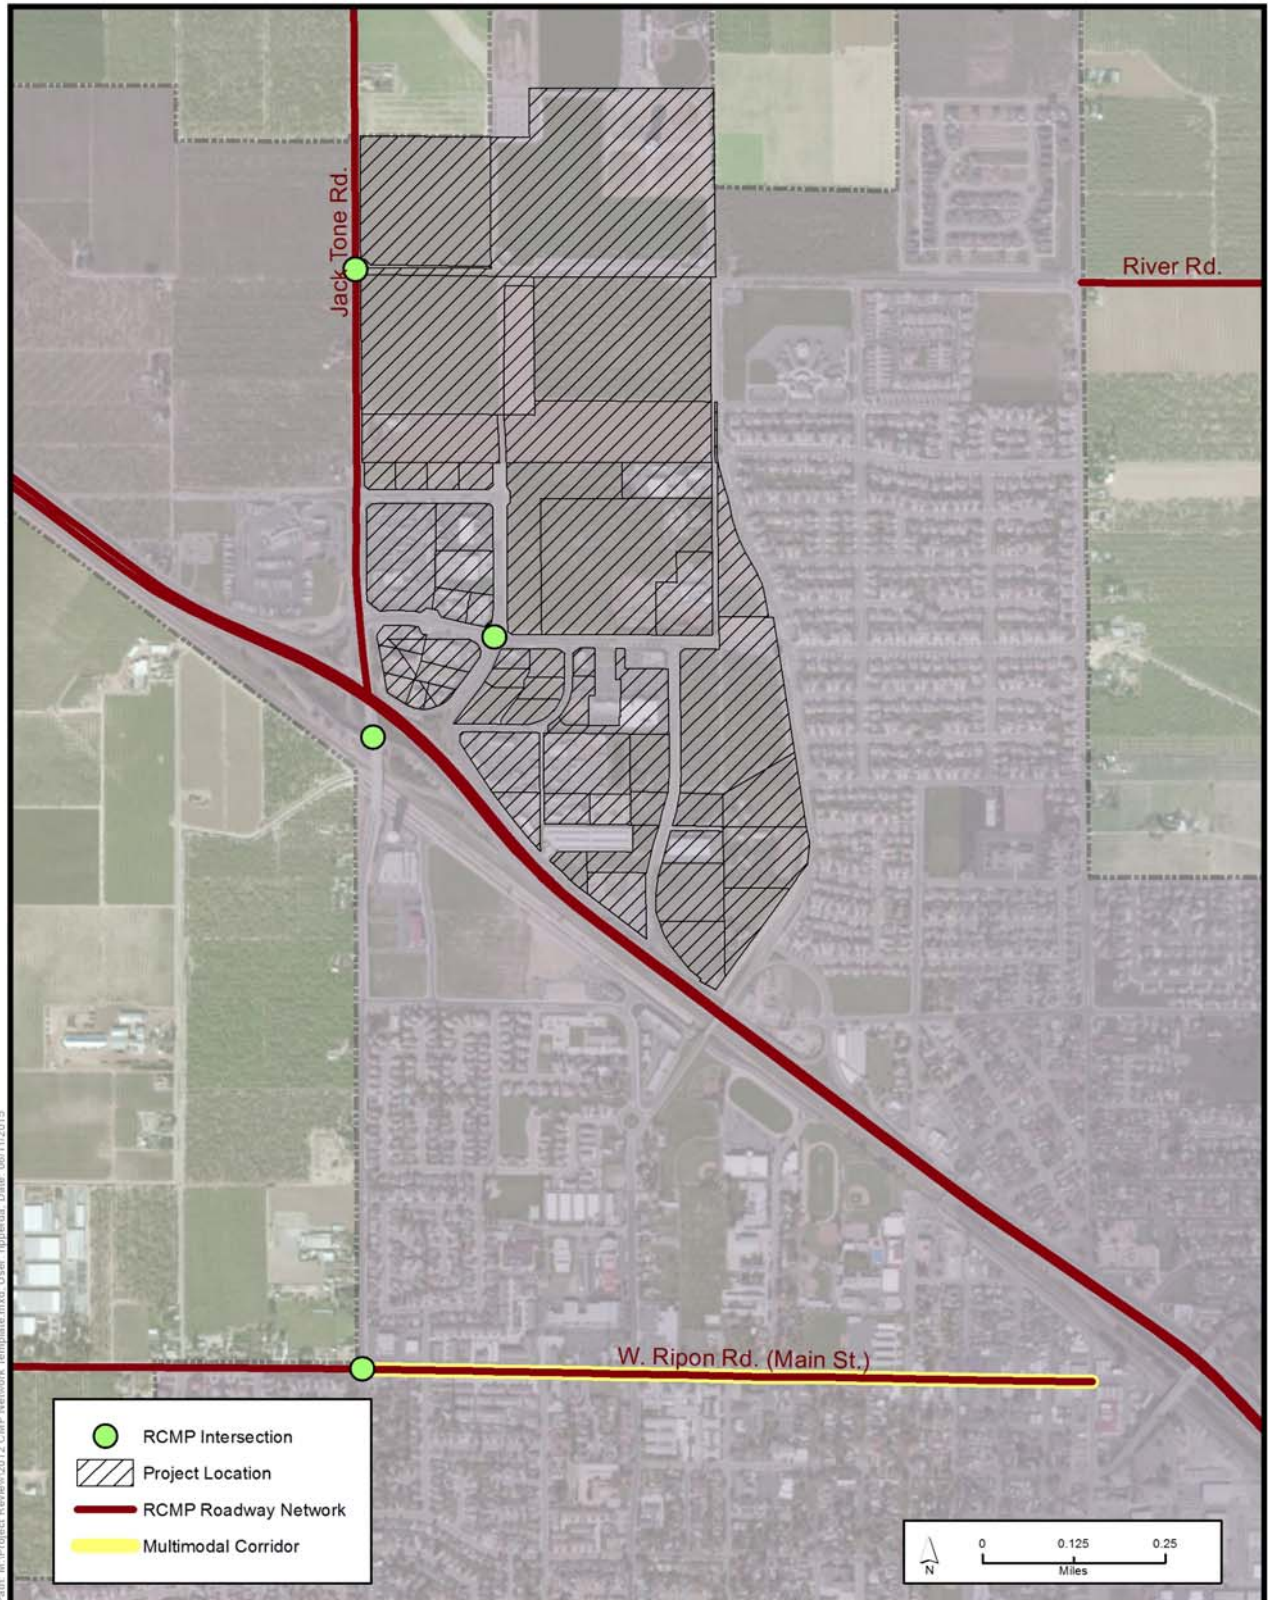 Jack Tone Rd.
River Rd.
W. Ripon Rd. (Main St.)
RCMP Intersection
Project Location
RCMP Roadway Network
Multimodal Corridor
N
0 0.125 0.25
Miles